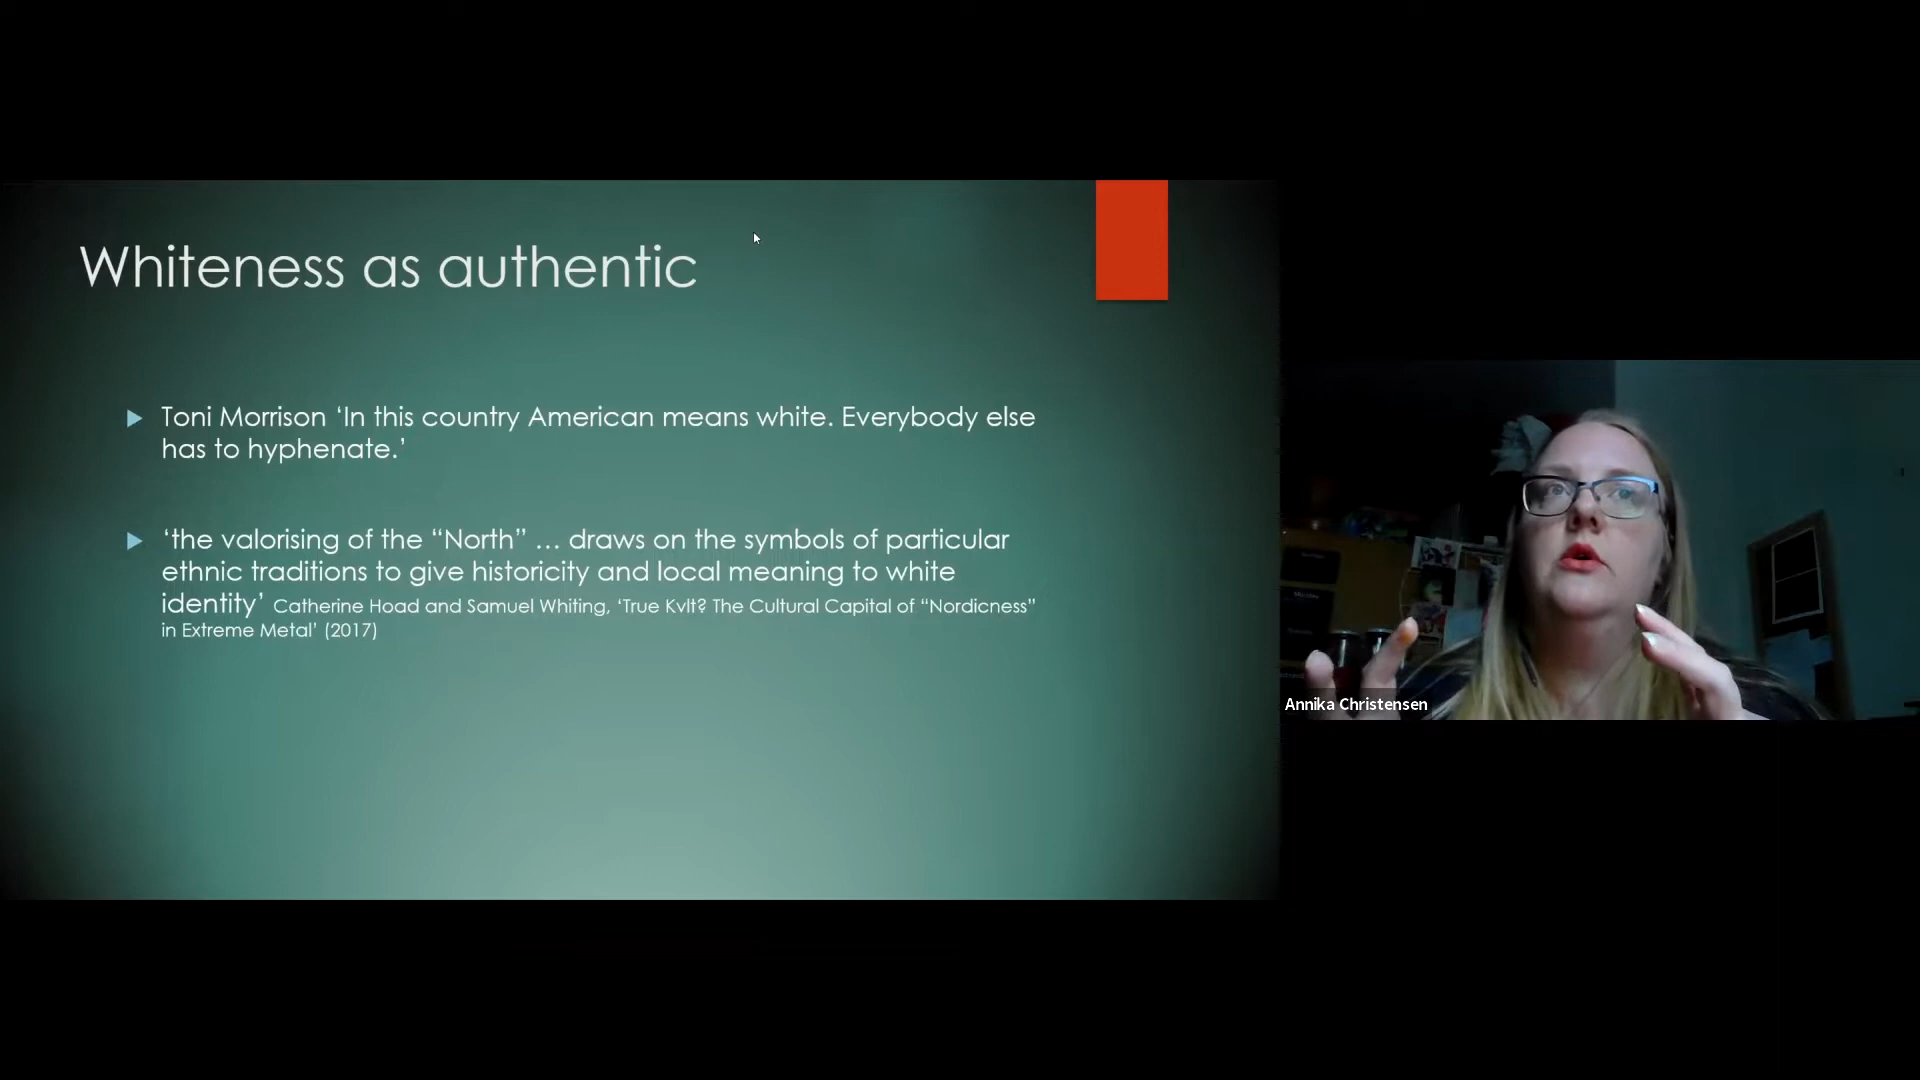 Whiteness as authentic
Toni Morrison ‘In this country American means white. Everybody else
has to hyphenate.’
‘the valorising of the “North” … draws on the symbols of particular
ethnic traditions to give historicity and local meaning to white
identity’ Catherine Hoad and Samuel Whiting, ‘True Kvlt? The Cultural Capital of “Nordicness”
in Extreme Metal’ (2017)
Annika Christensen